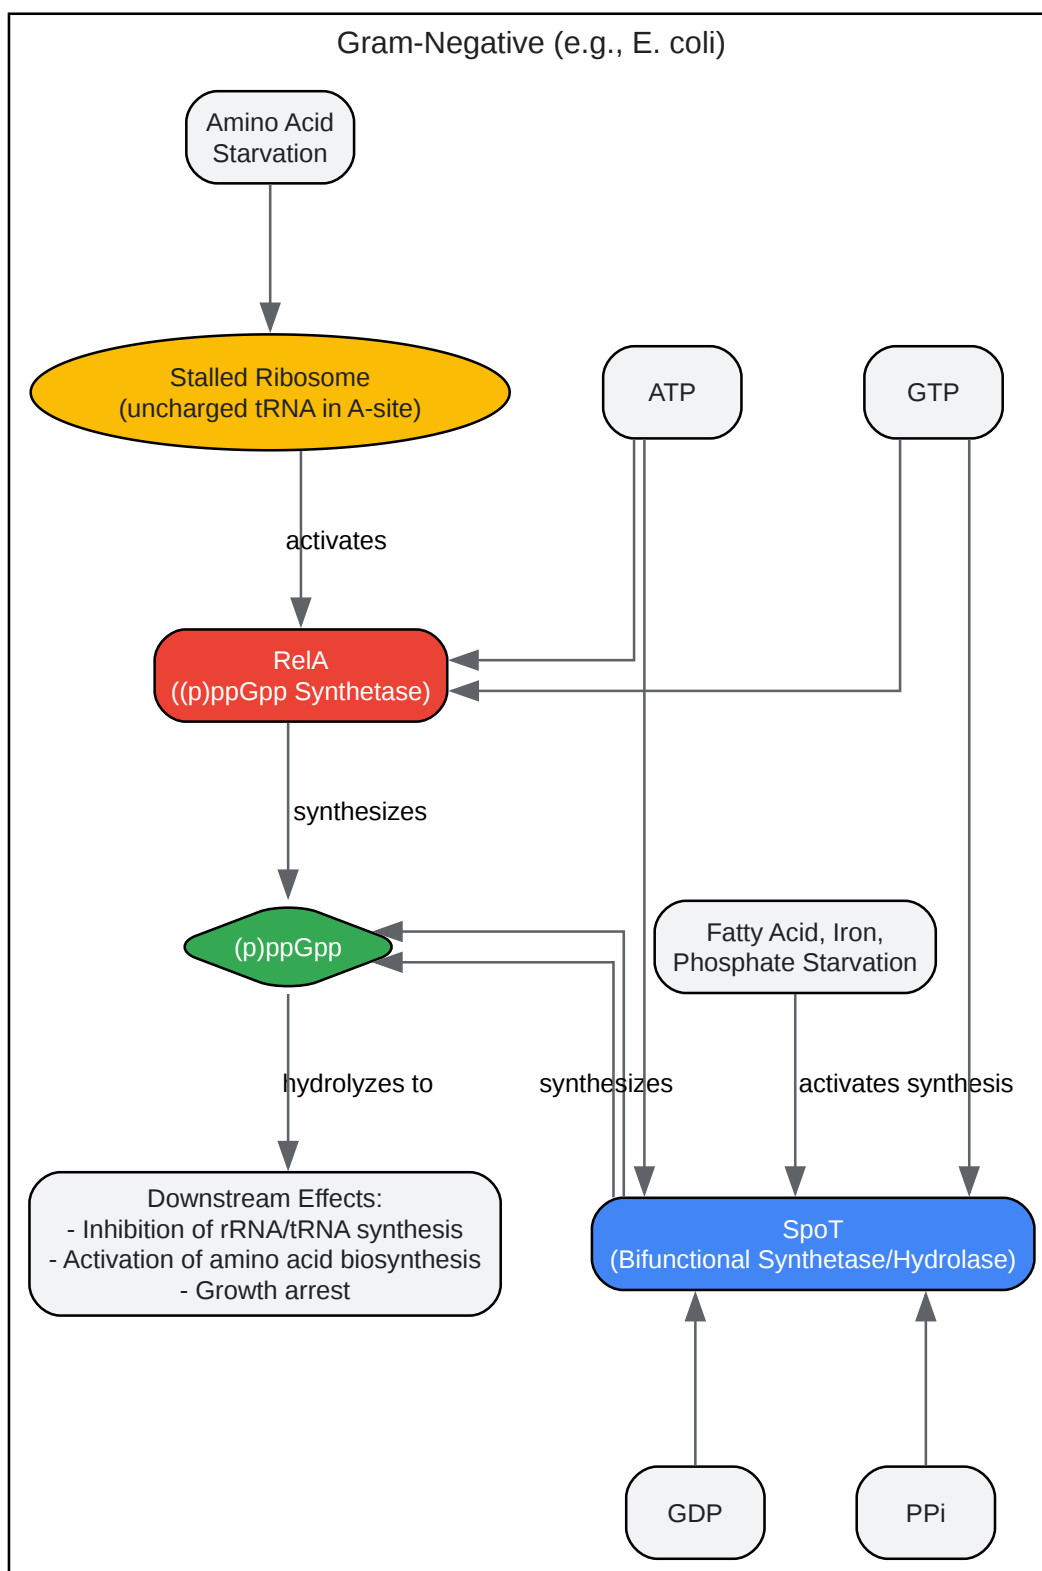 Gram-Negative (e.g., E. coli)
Amino Acid
Starvation
Stalled Ribosome
(uncharged tRNA in A-site)
ATP
GTP
activates
RelA
((p)ppGpp Synthetase)
synthesizes
(p)ppGpp
Fatty Acid, Iron,
Phosphate Starvation
hydrolyzes to
synthesizes
activates synthesis
Downstream Effects:
- Inhibition of rRNA/tRNA synthesis
- Activation of amino acid biosynthesis
- Growth arrest
SpoT
(Bifunctional Synthetase/Hydrolase)
GDP
PPi